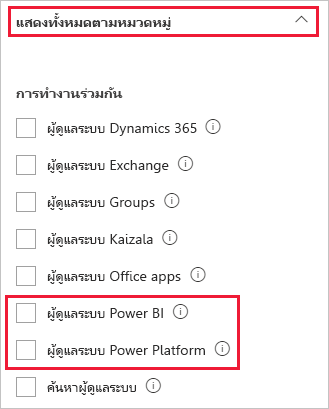 แสดงทั้งหมดตามหมวดหมู่
การทำงานร่วมกัน
ผู้ดูแลระบบ Dynamics 365
ผู้ดูแลระบบ Exchange
ผู้ดูแลระบบ Groups
ผู้ดูแลระบบ Kaizala
ผู้ดูแลระบบ Office apps
ผู้ดูแลระบบ Power BI
ผู้ดูแลระบบ Power Platform
ค้นหาผู้ดูแลระบบ